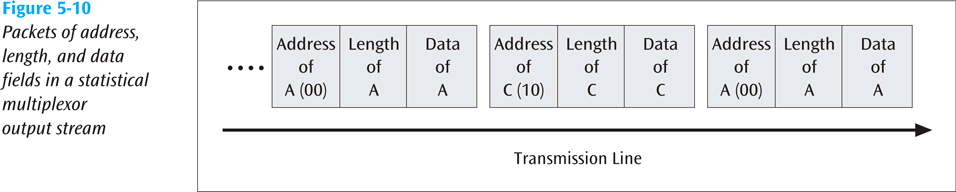 Figure 5-10
Packets of address,
length, and data
fields in a statistical
multiplexor
output stream
Address Length Data Address Length Data Address Length Data
of of of of of of of of of
A (00) A A C (10) C C A (00) A A
Transmission Line